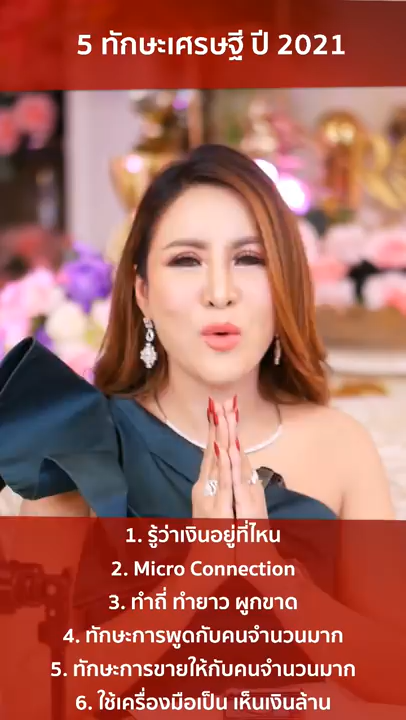 5 ทักษะเศรษฐี ปี 2021
1. รู้ว่าเงินอยู่ที่ไหน
2. Micro Connection
3. ทำถี่ ทำยาว ผูกขาด
4. ทักษะการพูดกับคนจำนวนมาก
5. ทักษะการขายให้กับคนจำนวนมาก
6. ใช้เครื่องมือเป็น เห็นเงินล้าน